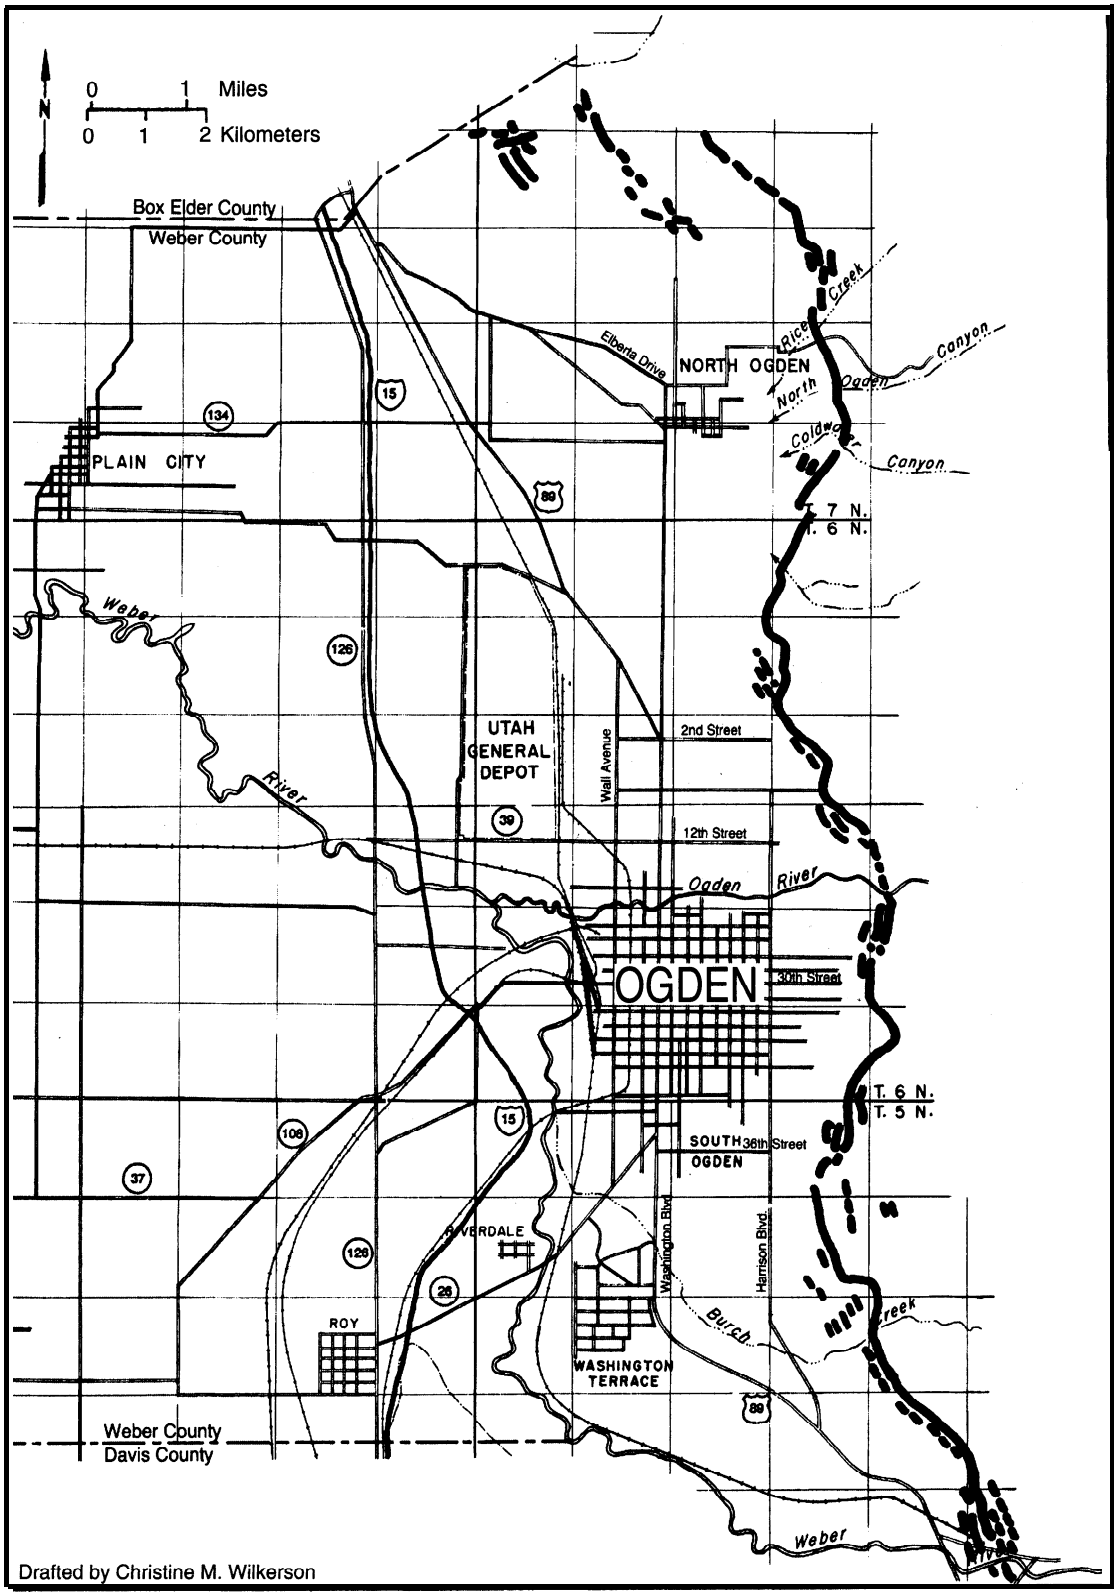 0 1 Miles
N
0 1 2 Kilometers
Box Elder County
Weber County
Rice Creek
Elberta Drive
NORTH OGDEN
Canyon
North Ogden
15
134
Coldwater
Canyon
PLAIN CITY
89
T. 7 N.
T. 6 N.
Weber
126
UTAH
GENERAL
DEPOT
Wall Avenue
2nd Street
River
39
12th Street
Ogden River
OGDEN
30th Street
T. 6 N.
T. 5 N.
108
15
SOUTH
OGDEN
36th Street
37
RIVERDALE
Washington Blvd.
Harrison Blvd.
126
26
Burch Creek
ROY
WASHINGTON
TERRACE
89
Weber County
Davis County
Weber
River
Drafted by Christine M. Wilkerson